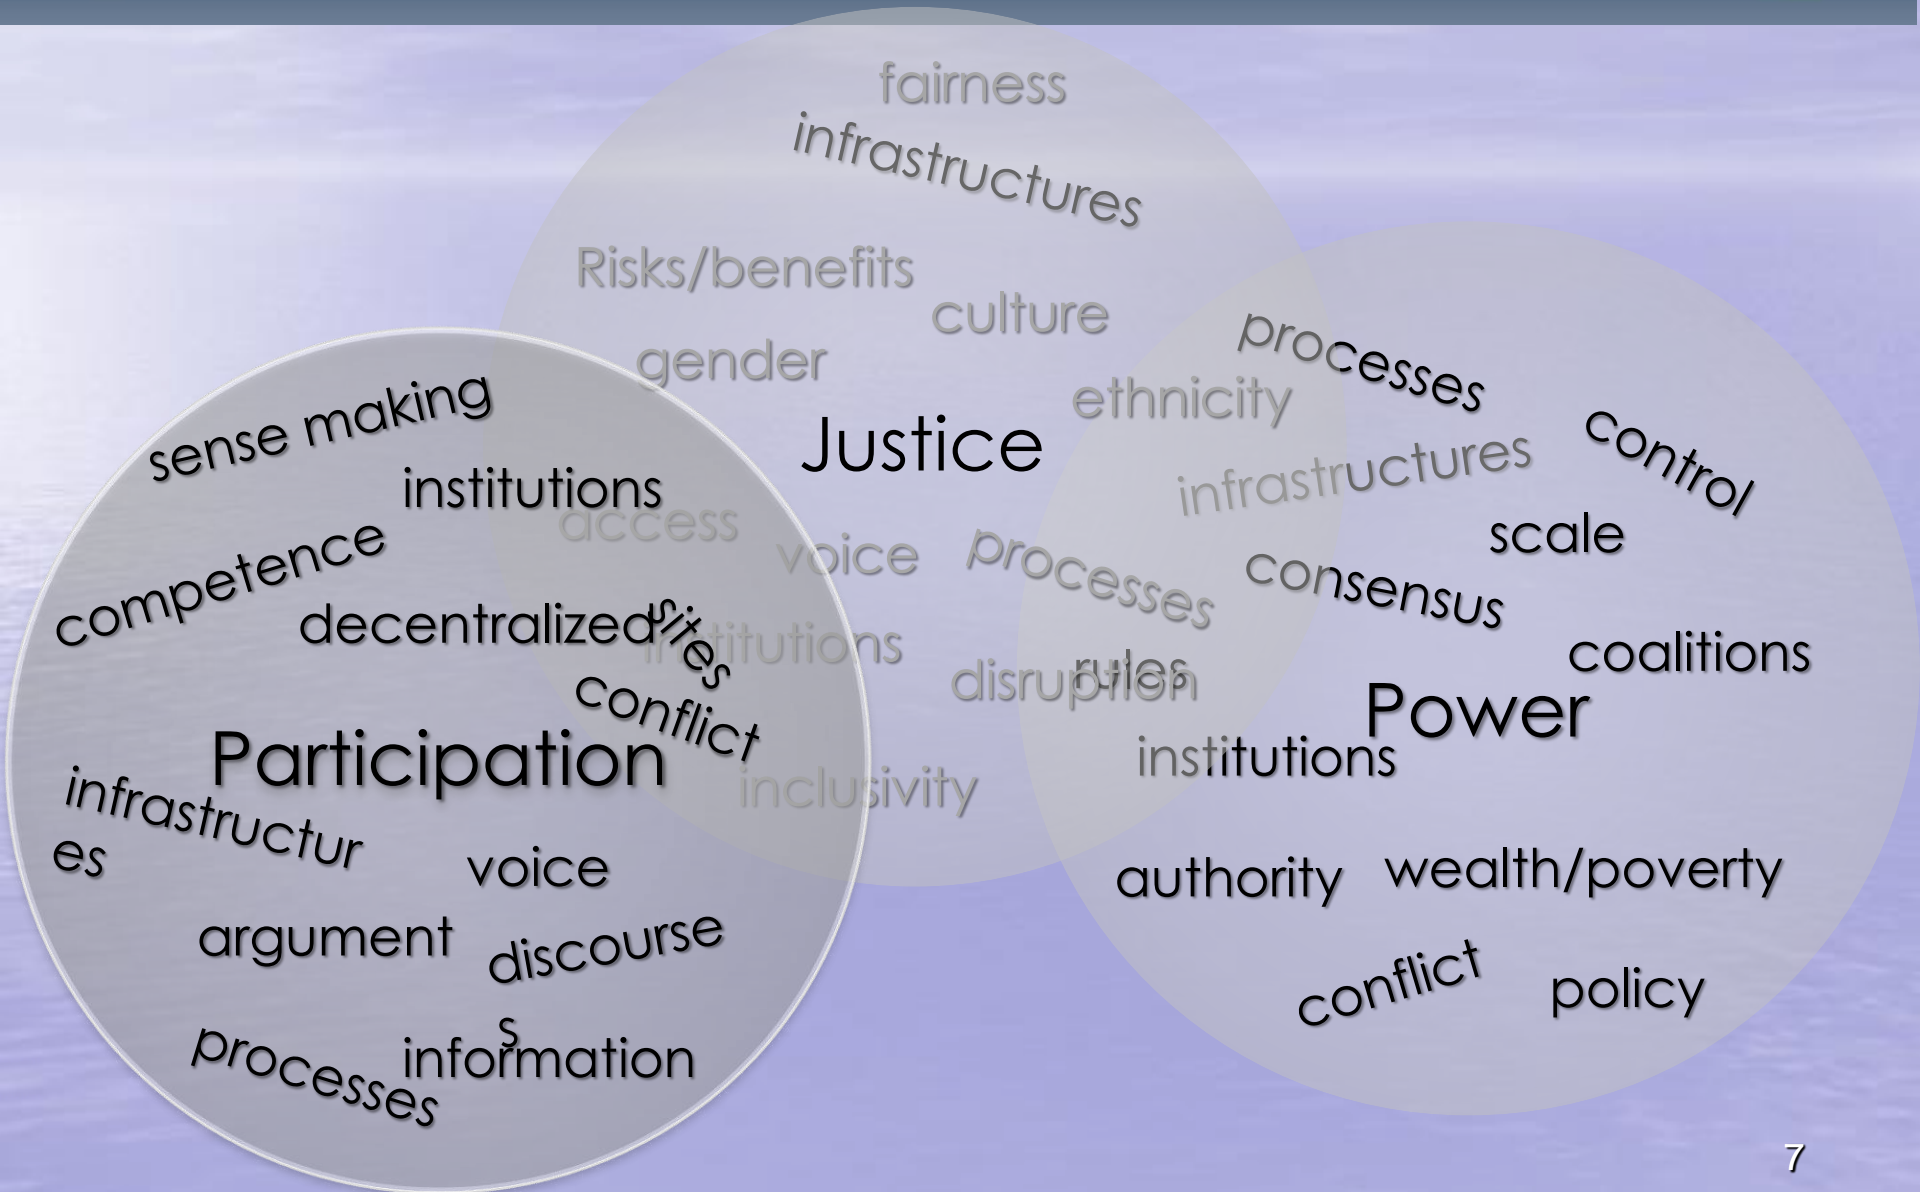 fairness
infrastructures
Risks/benefits
culture
gender
ethnicity
Justice
access
voice
processes
institutions
disruption
inclusivity
sense making
institutions
competence
decentralized
sites
conflict
Participation
infrastructur
es
voice
argument
discourse
s
processes
information
processes
control
infrastructures
scale
consensus
coalitions
rules
Power
institutions
authority
wealth/poverty
conflict
policy
7